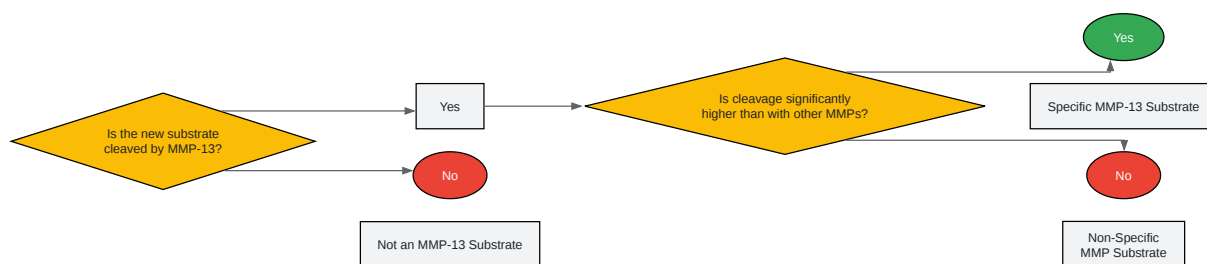 Is the new substrate
cleaved by MMP-13?
Yes
No
Not an MMP-13 Substrate
Is cleavage significantly
higher than with other MMPs?
Yes
Specific MMP-13 Substrate
No
Non-Specific
MMP Substrate